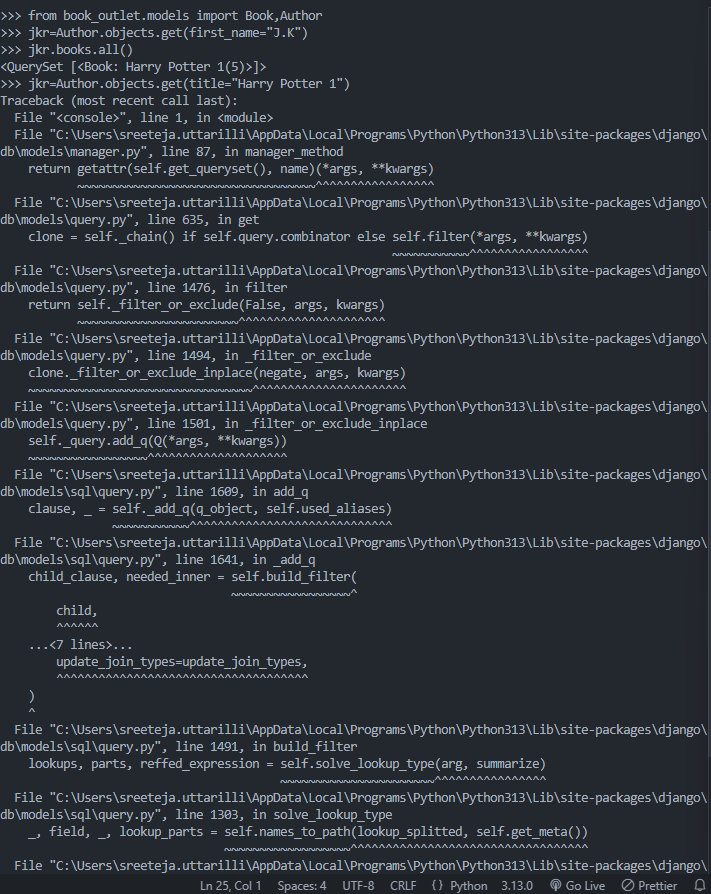 >>> from book_outlet.models import Book,Author
>>> jkr=Author.objects.get(first_name="J.K")
>>> jkr.books.all()
<QuerySet [<Book: Harry Potter 1(5)>]>
>>> jkr=Author.objects.get(title="Harry Potter 1")
Traceback (most recent call last):
  File "<console>", line 1, in <module>
  File "C:\Users\sreeteja.uttarilli\AppData\Local\Programs\Python\Python313\Lib\site-packages\django\
db\models\manager.py", line 87, in manager_method
    return getattr(self.get_queryset(), name)(*args, **kwargs)
           ~~~~~~~~~~~~~~~~~~~~~~~~~~~~~~~~~~^^^^^^^^^^^^^^^^^
  File "C:\Users\sreeteja.uttarilli\AppData\Local\Programs\Python\Python313\Lib\site-packages\django\
db\models\query.py", line 635, in get
    clone = self._chain() if self.query.combinator else self.filter(*args, **kwargs)
                                                        ~~~~~~~~~~~^^^^^^^^^^^^^^^^^
  File "C:\Users\sreeteja.uttarilli\AppData\Local\Programs\Python\Python313\Lib\site-packages\django\
db\models\query.py", line 1476, in filter
    return self._filter_or_exclude(False, args, kwargs)
           ~~~~~~~~~~~~~~~~~~~~~~~^^^^^^^^^^^^^^^^^^^^^
  File "C:\Users\sreeteja.uttarilli\AppData\Local\Programs\Python\Python313\Lib\site-packages\django\
db\models\query.py", line 1494, in _filter_or_exclude
    clone._filter_or_exclude_inplace(negate, args, kwargs)
    ~~~~~~~~~~~~~~~~~~~~~~~~~~~~~~~~^^^^^^^^^^^^^^^^^^^^^^
  File "C:\Users\sreeteja.uttarilli\AppData\Local\Programs\Python\Python313\Lib\site-packages\django\
db\models\query.py", line 1501, in _filter_or_exclude_inplace
    self._query.add_q(Q(*args, **kwargs))
    ~~~~~~~~~~~~~~~~~^^^^^^^^^^^^^^^^^^^^
  File "C:\Users\sreeteja.uttarilli\AppData\Local\Programs\Python\Python313\Lib\site-packages\django\
db\models\sql\query.py", line 1609, in add_q
    clause, _ = self._add_q(q_object, self.used_aliases)
                ~~~~~~~~~~~^^^^^^^^^^^^^^^^^^^^^^^^^^^^^
  File "C:\Users\sreeteja.uttarilli\AppData\Local\Programs\Python\Python313\Lib\site-packages\django\
db\models\sql\query.py", line 1641, in _add_q
    child_clause, needed_inner = self.build_filter(
                                 ~~~~~~~~~~~~~~~~~^
        child,
        ^^^^^^
    ...<7 lines>...
        update_join_types=update_join_types,
        ^^^^^^^^^^^^^^^^^^^^^^^^^^^^^^^^^^^^
    )
    ^
  File "C:\Users\sreeteja.uttarilli\AppData\Local\Programs\Python\Python313\Lib\site-packages\django\
db\models\sql\query.py", line 1491, in build_filter
    lookups, parts, reffed_expression = self.solve_lookup_type(arg, summarize)
                                        ~~~~~~~~~~~~~~~~~~~~~~^^^^^^^^^^^^^^^^
  File "C:\Users\sreeteja.uttarilli\AppData\Local\Programs\Python\Python313\Lib\site-packages\django\
db\models\sql\query.py", line 1303, in solve_lookup_type
    _, field, _, lookup_parts = self.names_to_path(lookup_splitted, self.get_meta())
                                ~~~~~~~~~~~~~~~~~~^^^^^^^^^^^^^^^^^^^^^^^^^^^^^^^^^^
  File "C:\Users\sreeteja.uttarilli\AppData\Local\Programs\Python\Python313\Lib\site-packages\django\
Ln 25, Col 1 Spaces: 4 UTF-8 CRLF {} Python 3.13.0 Go Live Prettier